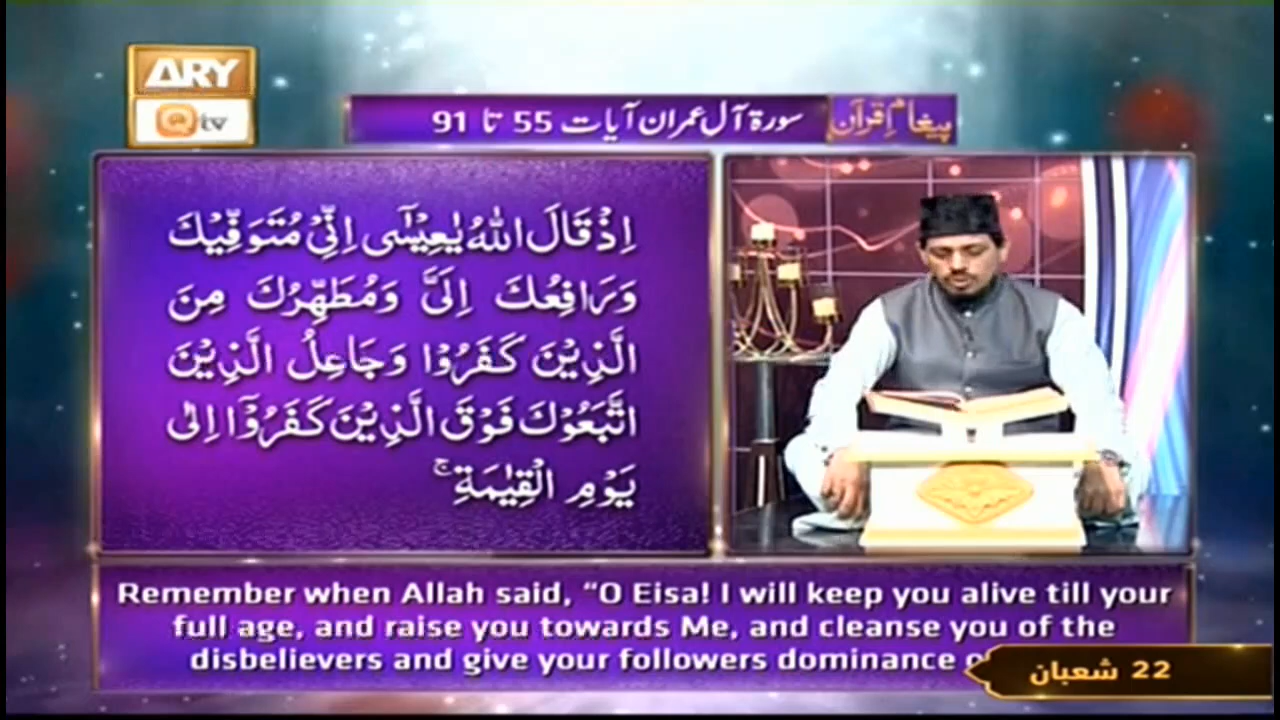 ARY
Qtv
پیغام قرآن
سورۃ آل عمران آیات 55 تا 91
اِذْ قَالَ اللّٰهُ یٰعِیْسٰۤى اِنِّیْ مُتَوَفِّیْكَ
وَ رَافِعُكَ اِلَیَّ وَ مُطَهِّرُكَ مِنَ
الَّذِیْنَ كَفَرُوْا وَ جَاعِلُ الَّذِیْنَ
اتَّبَعُوْكَ فَوْقَ الَّذِیْنَ كَفَرُوْۤا اِلٰى
یَوْمِ الْقِیٰمَةِ ۚ
Remember when Allah said, “O Eisa! I will keep you alive till your
full age, and raise you towards Me, and cleanse you of the
disbelievers and give your followers dominance
22 شعبان